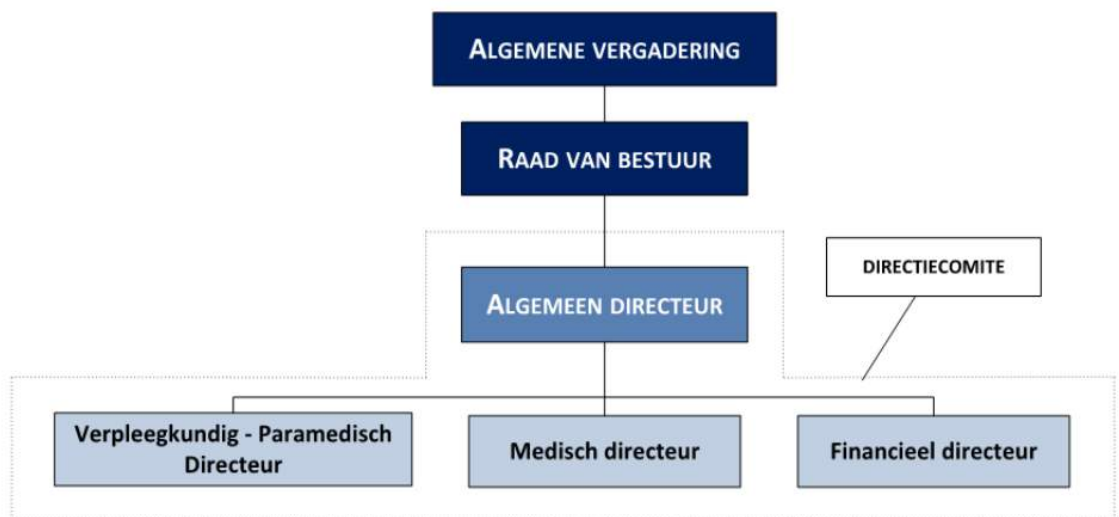 ALGEMENE VERGADERING
RAAD VAN BESTUUR
DIRECTIECOMITE
ALGEMEEN DIRECTEUR
Verpleegkundig - Paramedisch
Directeur
Medisch directeur
Financieel directeur